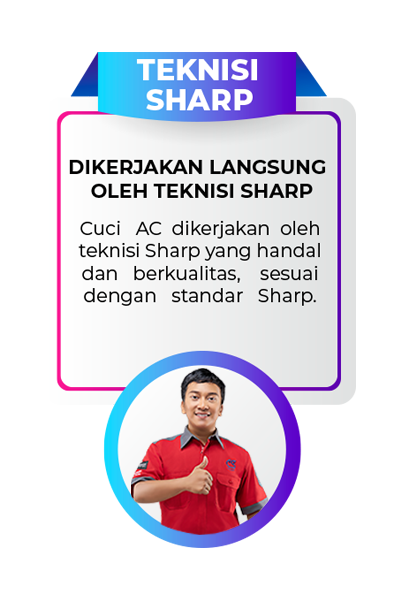 TEKNISI
SHARP
DIKERJAKAN LANGSUNG
OLEH TEKNISI SHARP
Cuci AC dikerjakan oleh
teknisi Sharp yang handal
dan berkualitas, sesuai
dengan standar Sharp.